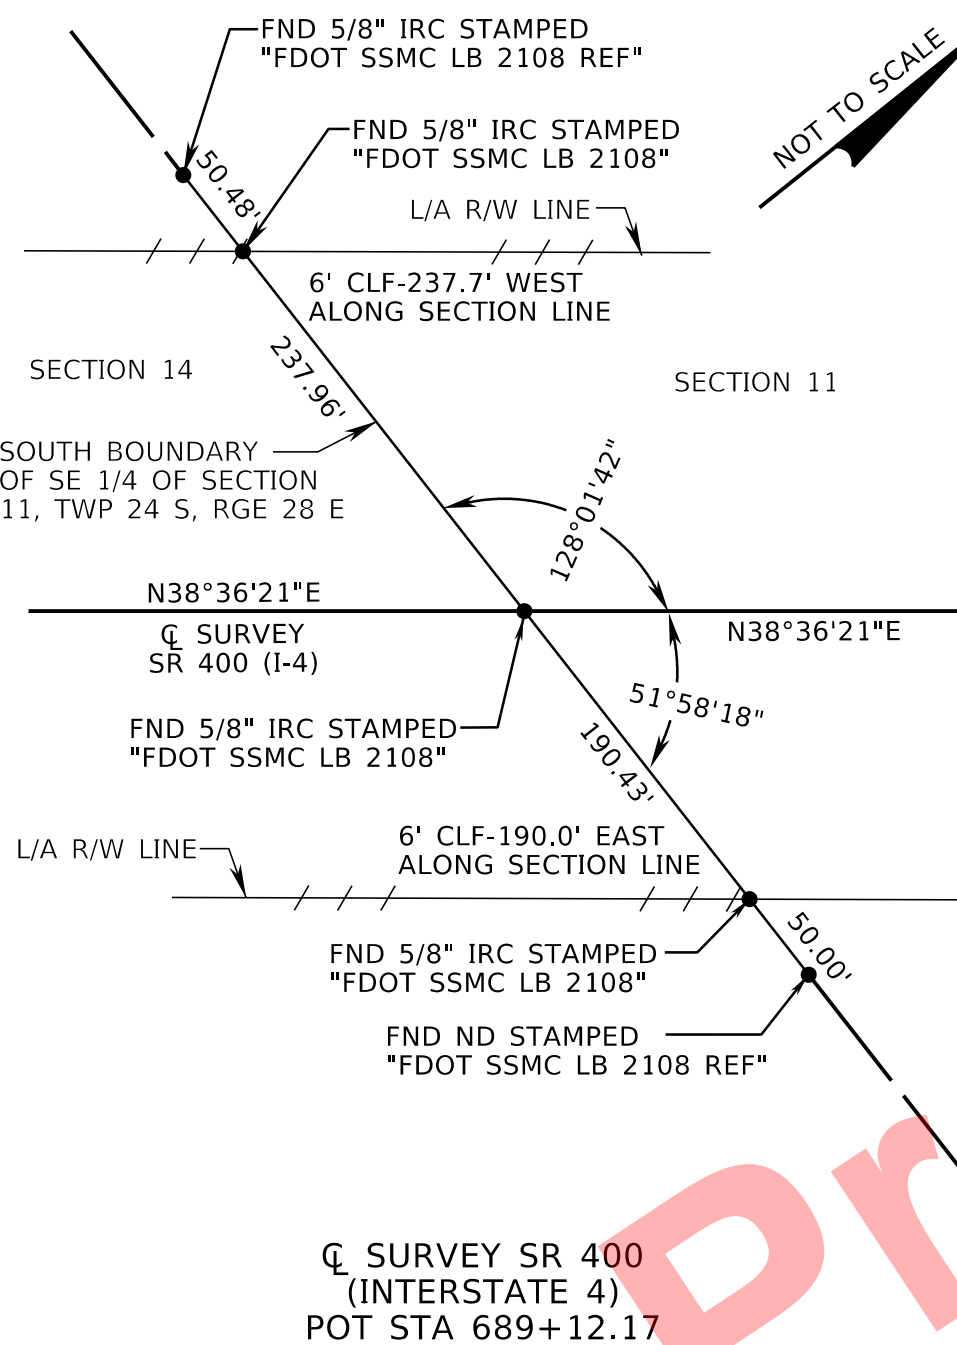 FND 5/8" IRC STAMPED
"FDOT SSMC LB 2108 REF"
NOT TO SCALE
FND 5/8" IRC STAMPED
"FDOT SSMC LB 2108"
50.48'
L/A R/W LINE
6' CLF-237.7' WEST
ALONG SECTION LINE
237.96'
SECTION 14
SECTION 11
SOUTH BOUNDARY
OF SE 1/4 OF SECTION
11, TWP 24 S, RGE 28 E
128°01'42"
N38°36'21"E
℄ SURVEY
SR 400 (I-4)
N38°36'21"E
51°58'18"
FND 5/8" IRC STAMPED
"FDOT SSMC LB 2108"
190.43'
6' CLF-190.0' EAST
ALONG SECTION LINE
L/A R/W LINE
50.00'
FND 5/8" IRC STAMPED
"FDOT SSMC LB 2108"
FND ND STAMPED
"FDOT SSMC LB 2108 REF"
Pr
℄ SURVEY SR 400
(INTERSTATE 4)
POT STA 689+12.17